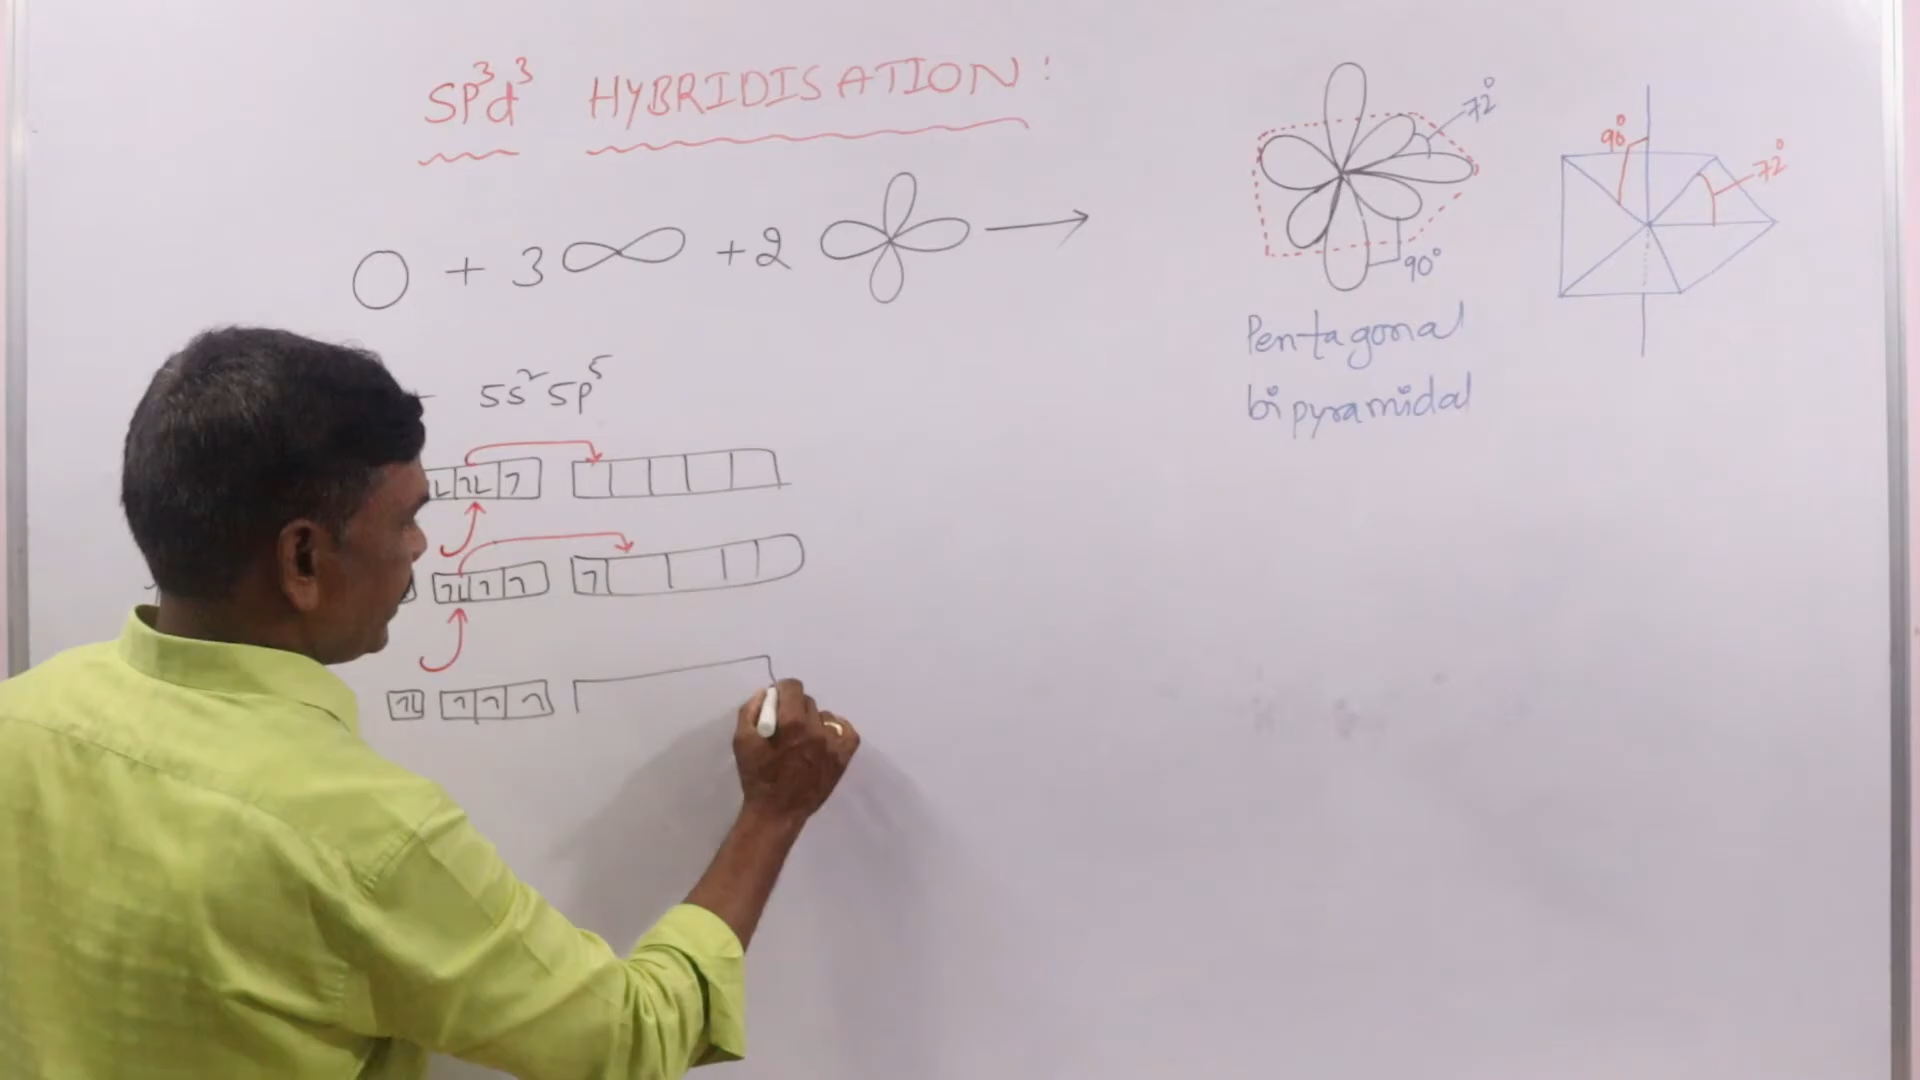 SP³d³ HYBRIDISATION :
+ 3 + 2
5s² 5p⁵
72°
90°
Pentagonal
bipyramidal
90°
72°